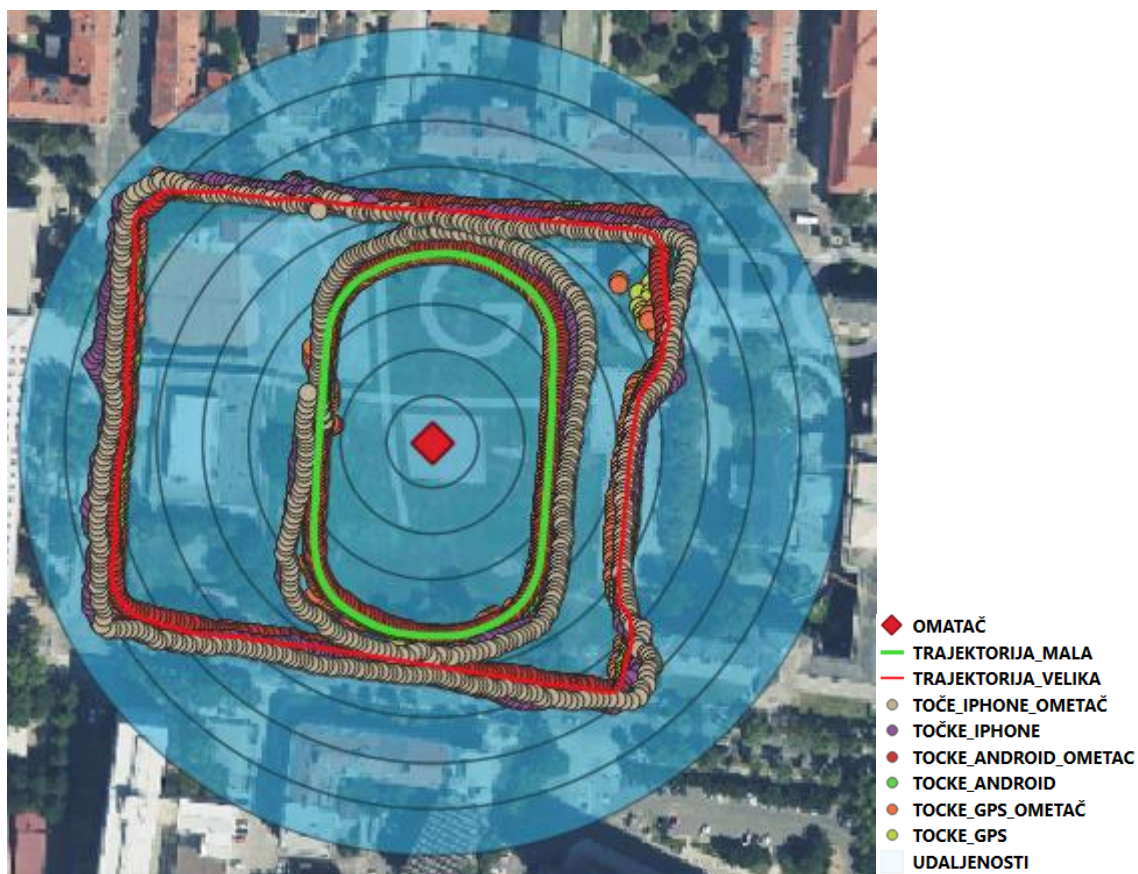 OMATAČ
TRAJEKTORIJA_MALA
TRAJEKTORIJA_VELIKA
TOČE_IPHONE_OMETAČ
TOČKE_IPHONE
TOCKE_ANDROID_OMETAC
TOCKE_ANDROID
TOCKE_GPS_OMETAČ
TOCKE_GPS
UDALJENOSTI